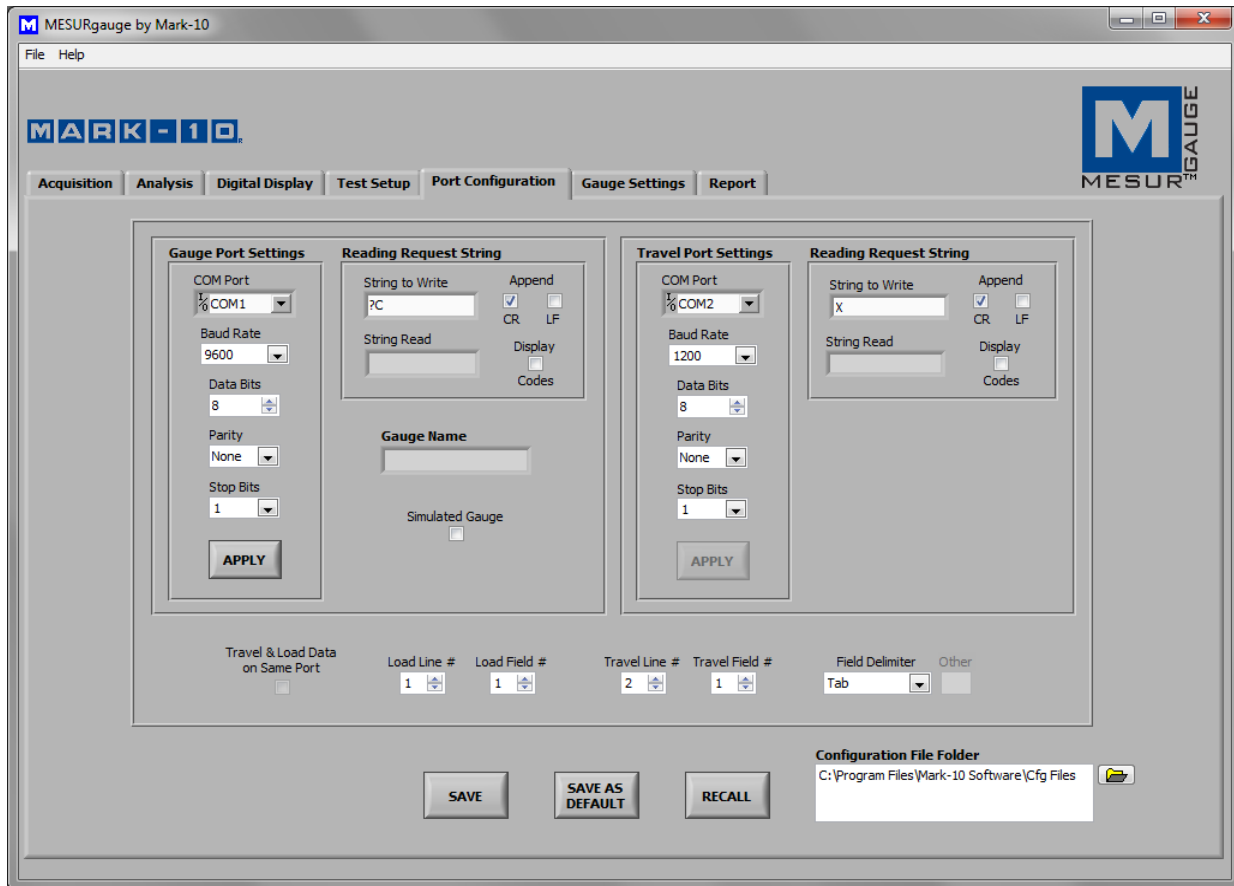 MESURgauge by Mark-10
File Help
MARK-10
M
MESUR™
GAUGE
Acquisition Analysis Digital Display Test Setup Port Configuration Gauge Settings Report
Gauge Port Settings
COM Port
COM1
Baud Rate
9600
Data Bits
8
Parity
None
Stop Bits
1
APPLY
Reading Request String
String to Write
?C
Append
CR LF
String Read
Display
Codes
Gauge Name
Simulated Gauge
Travel Port Settings
COM Port
COM2
Baud Rate
1200
Data Bits
8
Parity
None
Stop Bits
1
APPLY
Reading Request String
String to Write
X
Append
CR LF
String Read
Display
Codes
Travel & Load Data
on Same Port
Load Line #
1
Load Field #
1
Travel Line #
2
Travel Field #
1
Field Delimiter
Tab
Other
SAVE
SAVE AS
DEFAULT
RECALL
Configuration File Folder
C:\Program Files\Mark-10 Software\Cfg Files